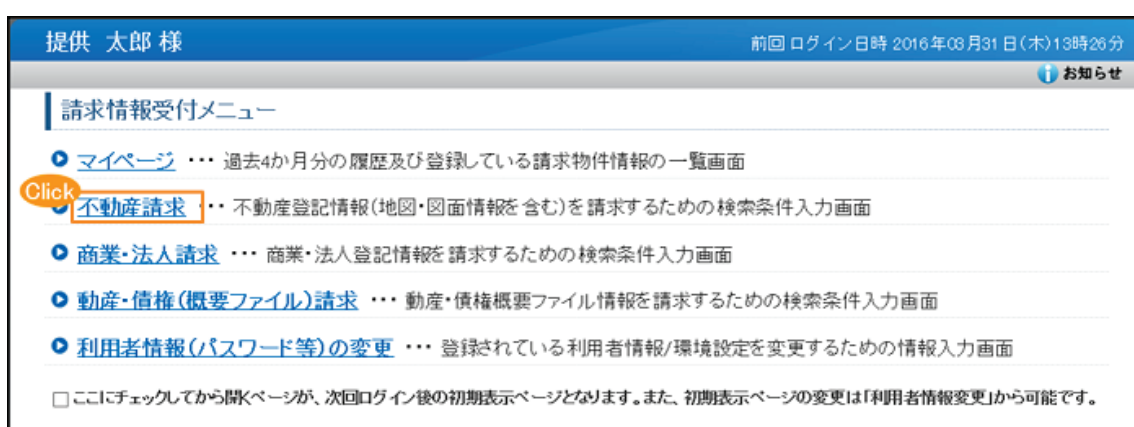 提供 太郎 様
前回ログイン日時 2016年03月31日(木)13時26分
お知らせ
請求情報受付メニュー
マイページ ・・・ 過去4か月分の履歴及び登録している請求物件情報の一覧画面
Click
不動産請求 ・・・ 不動産登記情報(地図・図面情報を含む)を請求するための検索条件入力画面
商業・法人請求 ・・・ 商業・法人登記情報を請求するための検索条件入力画面
動産・債権(概要ファイル)請求 ・・・ 動産・債権概要ファイル情報を請求するための検索条件入力画面
利用者情報(パスワード等)の変更 ・・・ 登録されている利用者情報/環境設定を変更するための情報入力画面
ここにチェックしてから開くページが、次回ログイン後の初期表示ページとなります。また、初期表示ページの変更は「利用者情報変更」から可能です。